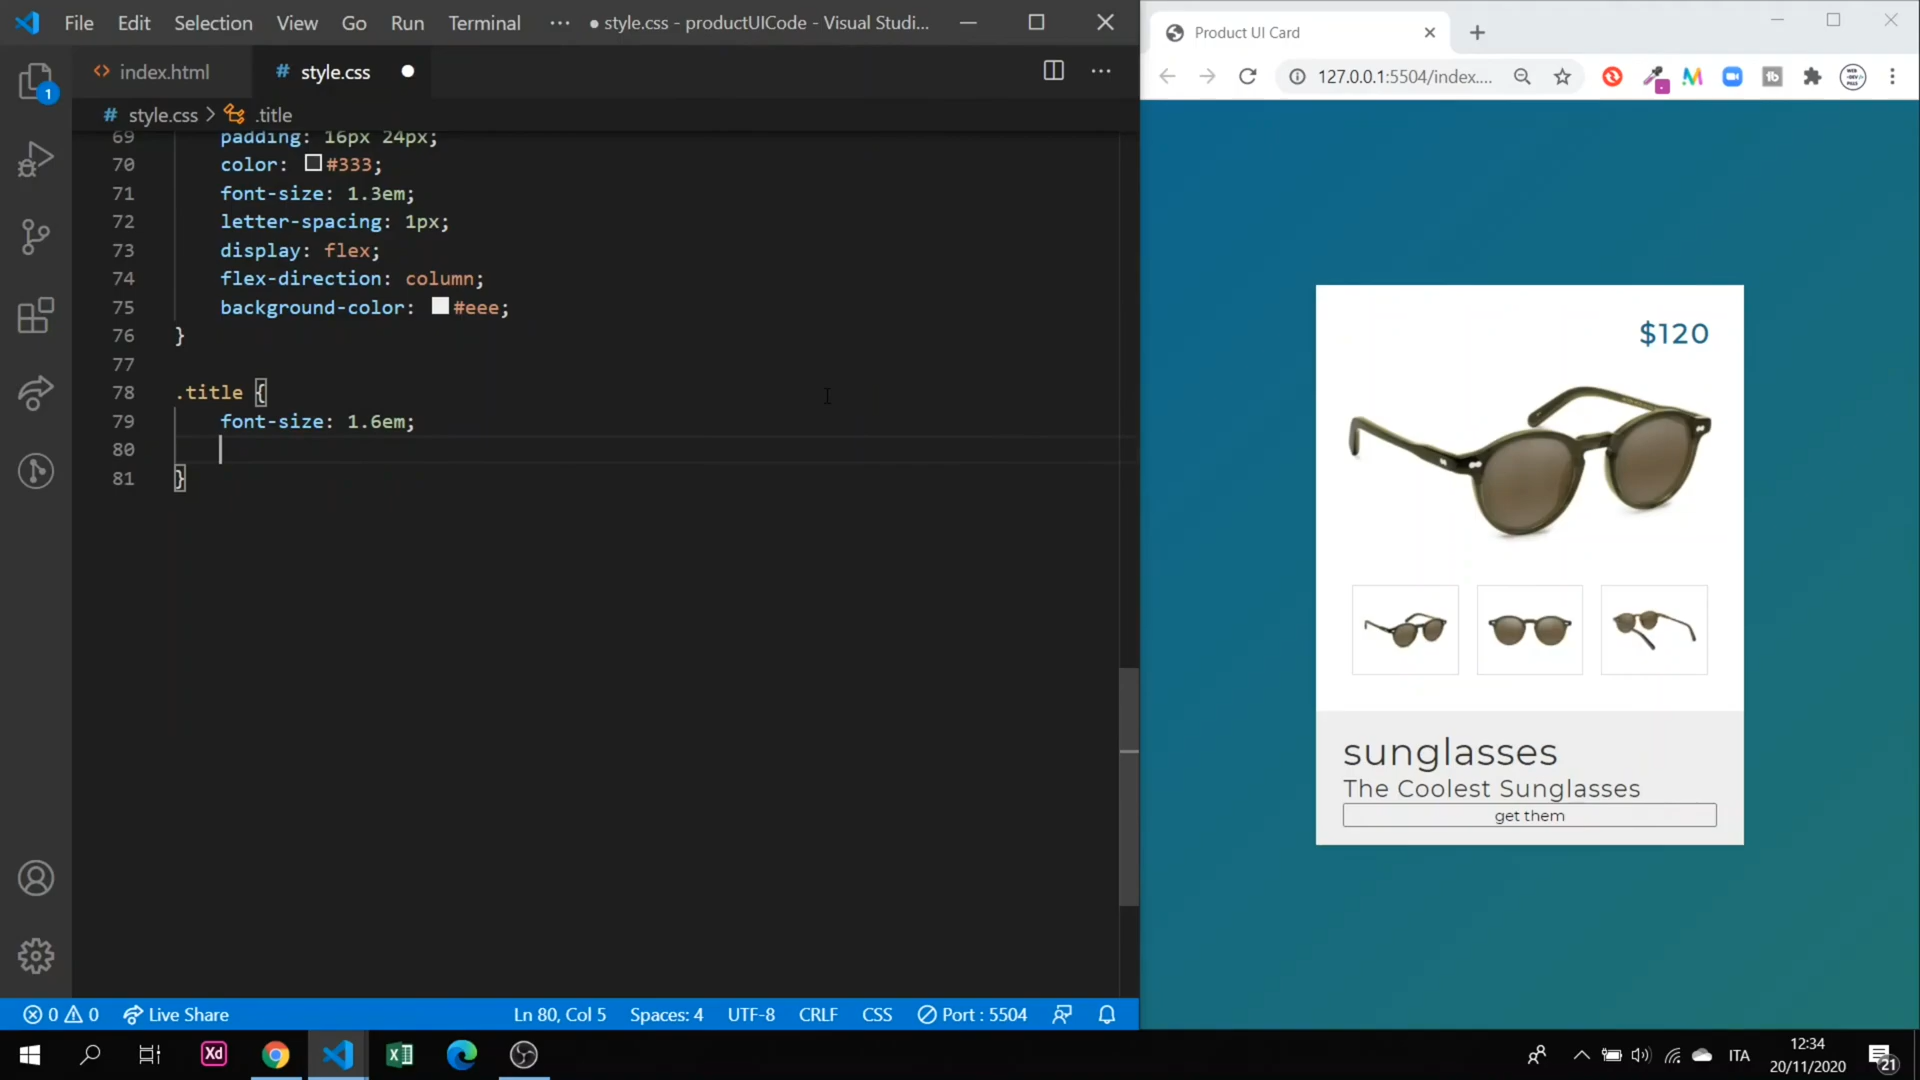 File Edit Selection View Go Run Terminal ··· ● style.css - productUICode - Visual Studi...
index.html
# style.css ●
# style.css > .title
1
69 padding: 16px 24px;
70 color: #333;
71 font-size: 1.3em;
72 letter-spacing: 1px;
73 display: flex;
74 flex-direction: column;
75 background-color: #eee;
76 }
77
78 .title {
79 font-size: 1.6em;
80
81 }
0 0 Live Share Ln 80, Col 5 Spaces: 4 UTF-8 CRLF CSS Port : 5504
Product UI Card
127.0.0.1:5504/index....
$120
sunglasses
The Coolest Sunglasses
get them
Xd
ITA
12:34
20/11/2020
21